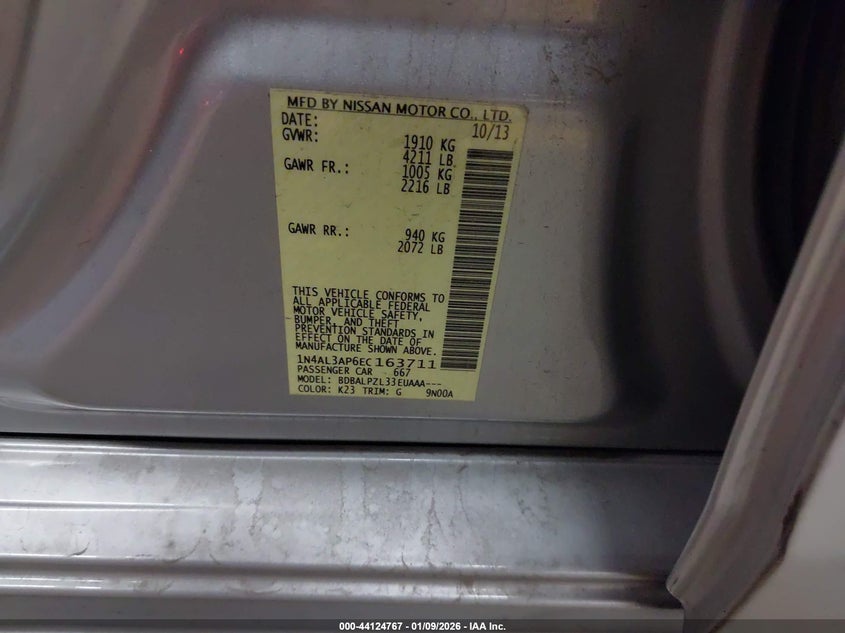 MFD BY NISSAN MOTOR CO., LTD.
DATE: 10/13
GVWR: 1910 KG
4211 LB
GAWR FR.: 1005 KG
2216 LB
GAWR RR.: 940 KG
2072 LB
THIS VEHICLE CONFORMS TO
ALL APPLICABLE FEDERAL
MOTOR VEHICLE SAFETY,
BUMPER, AND THEFT
PREVENTION STANDARDS IN
EFFECT ON THE DATE OF
MANUFACTURE SHOWN ABOVE.
1N4AL3AP6EC163711
PASSENGER CAR 667
MODEL: BDBALPZL33EUAAA---
COLOR: K23 TRIM: G 9N00A
000-44124767 - 01/09/2026 - IAA Inc.